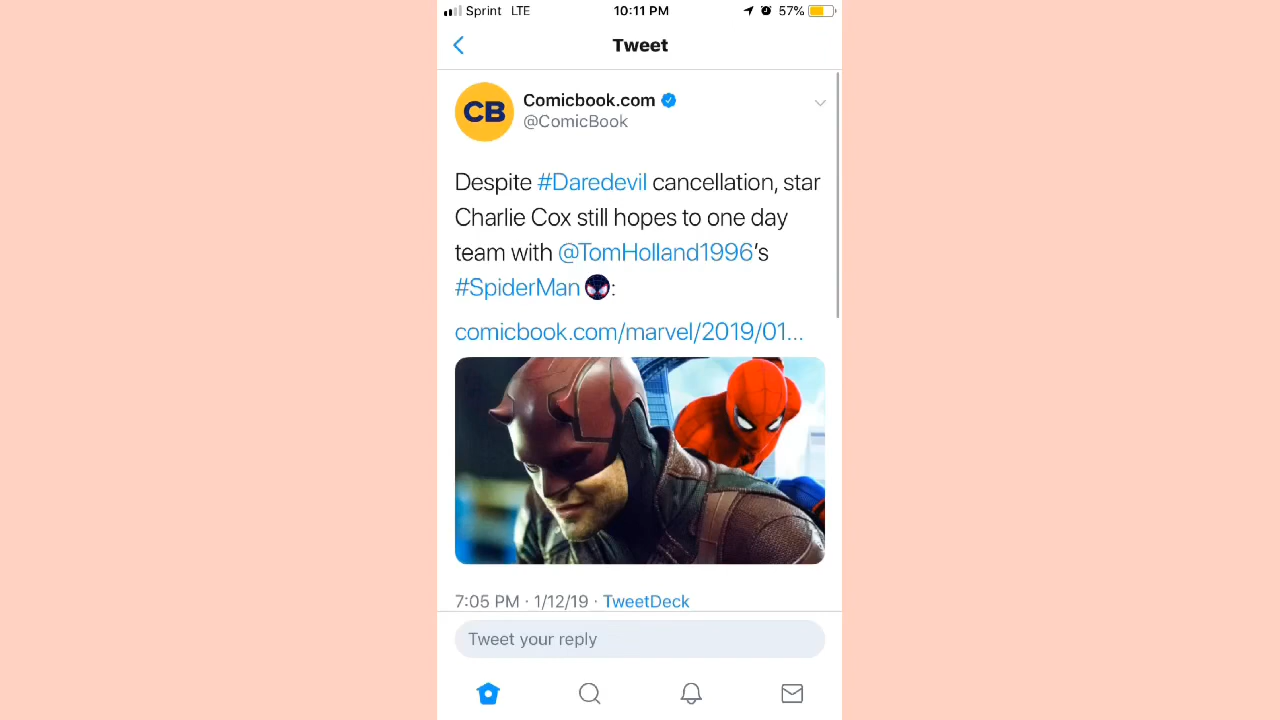 Sprint LTE 10:11 PM 57%
Tweet
CB
Comicbook.com
@ComicBook
Despite #Daredevil cancellation, star
Charlie Cox still hopes to one day
team with @TomHolland1996's
#SpiderMan :
comicbook.com/marvel/2019/01...
7:05 PM · 1/12/19 · TweetDeck
Tweet your reply